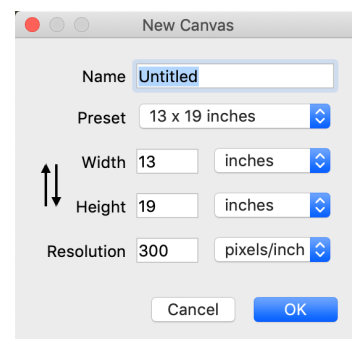 New Canvas
Name Untitled
Preset 13 x 19 inches
Width 13 inches
Height 19 inches
Resolution 300 pixels/inch
Cancel OK